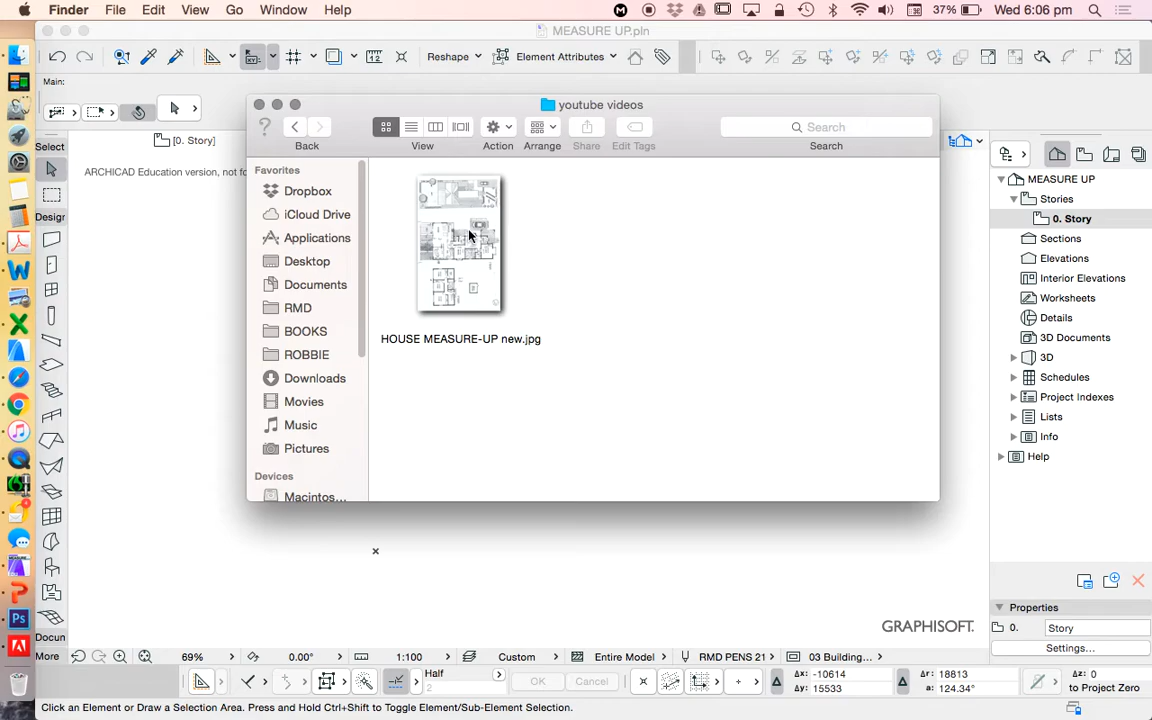 Finder File Edit View Go Window Help 37% Wed 6:06 pm
MEASURE UP.pln
Reshape Element Attributes
Main:
youtube videos
Search
Back View Action Arrange Share Edit Tags Search
[0. Story]
ARCHICAD Education version, not fo
Select
Design
Docun
More
Favorites
Dropbox
iCloud Drive
Applications
Desktop
Documents
RMD
BOOKS
ROBBIE
Downloads
Movies
Music
Pictures
Devices
Macintos...
HOUSE MEASURE-UP new.jpg
MEASURE UP
Stories
0. Story
Sections
Elevations
Interior Elevations
Worksheets
Details
3D Documents
3D
Schedules
Project Indexes
Lists
Info
Help
Properties
0. Story
Settings...
GRAPHISOFT.
69% 0.00° 1:100 Custom Entire Model RMD PENS 21 03 Building...
Half
2
OK Cancel
Δx: -10614
Δy: 15533
Δr: 18813
a: 124.34°
Δz: 0
to Project Zero
Click an Element or Draw a Selection Area. Press and Hold Ctrl+Shift to Toggle Element/Sub-Element Selection.